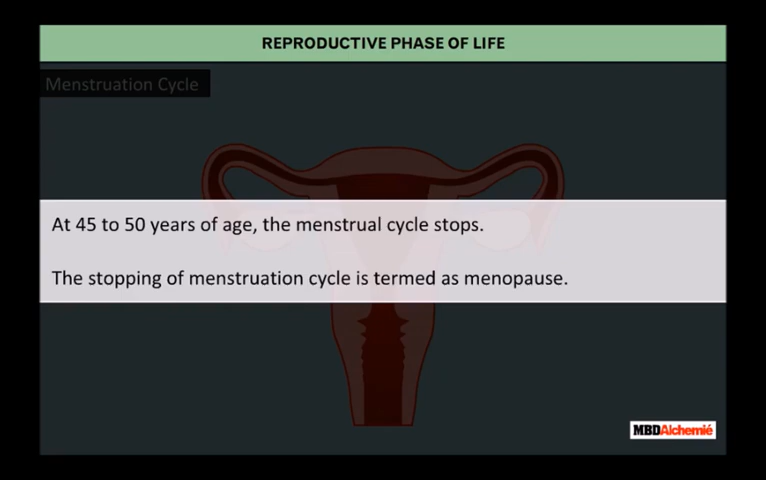 REPRODUCTIVE PHASE OF LIFE
Menstruation Cycle
At 45 to 50 years of age, the menstrual cycle stops.
The stopping of menstruation cycle is termed as menopause.
MBDAlchemié